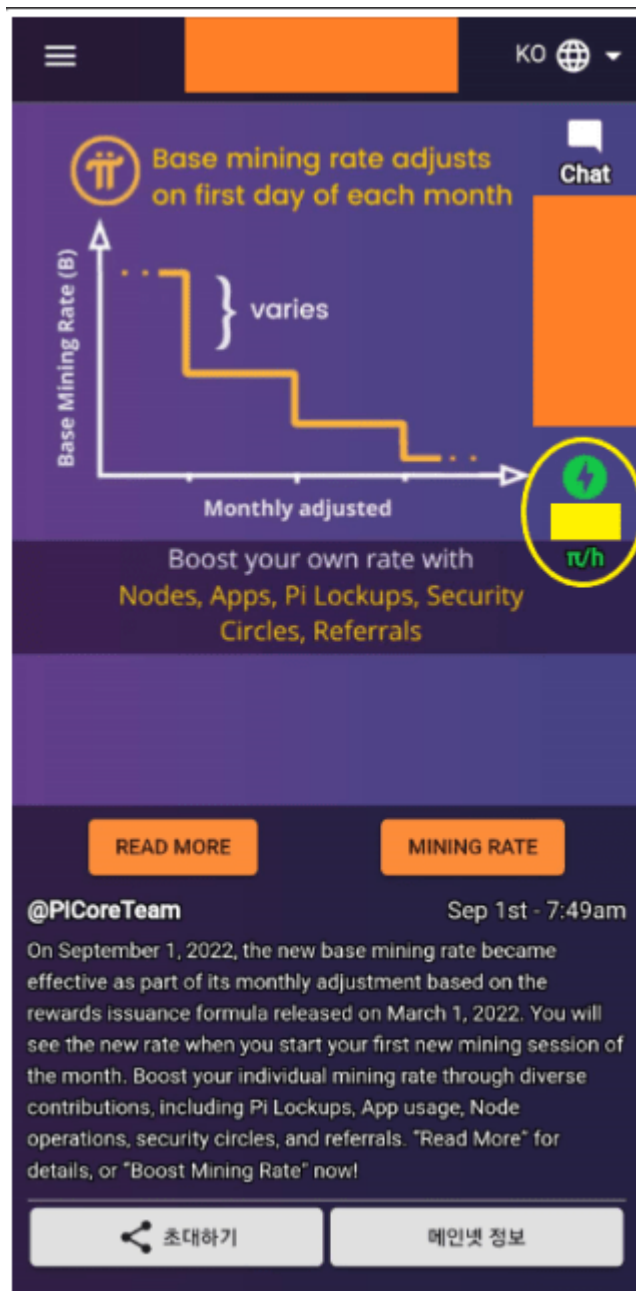 KO
Base mining rate adjusts
on first day of each month
Chat
Base Mining Rate (B)
varies
Monthly adjusted
π/h
Boost your own rate with
Nodes, Apps, Pi Lockups, Security
Circles, Referrals
READ MORE
MINING RATE
@PiCoreTeam
Sep 1st - 7:49am
On September 1, 2022, the new base mining rate became
effective as part of its monthly adjustment based on the
rewards issuance formula released on March 1, 2022. You will
see the new rate when you start your first new mining session of
the month. Boost your individual mining rate through diverse
contributions, including Pi Lockups, App usage, Node
operations, security circles, and referrals. "Read More" for
details, or "Boost Mining Rate" now!
초대하기
메인넷 정보